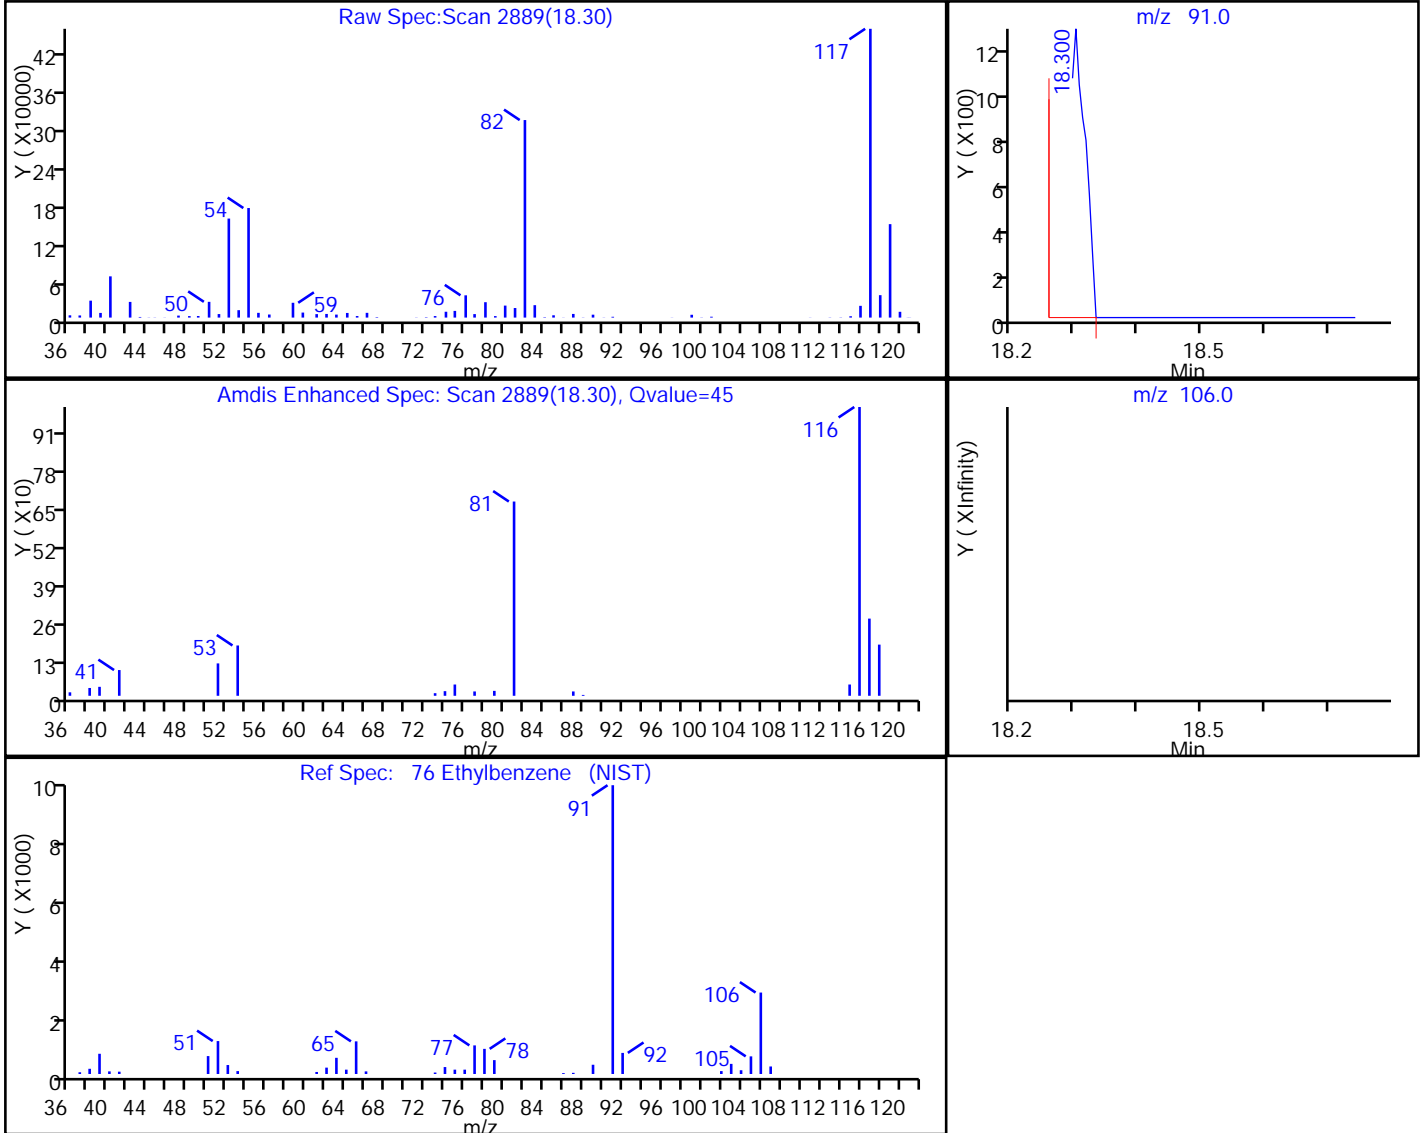 Raw Spec:Scan 2889(18.30)
Y ( X10000)
42
36
30
24
18
12
6
0
117
82
54
50
59
76
36 40 44 48 52 56 60 64 68 72 76 80 84 88 92 96 100 104 108 112 116 120
m/z
m/z 91.0
Y ( X100)
12
10
8
6
4
2
0
18.300
18.2 18.5
Min
Amdis Enhanced Spec: Scan 2889(18.30), Qvalue=45
Y ( X10)
91
78
65
52
39
26
13
0
116
81
53
41
36 40 44 48 52 56 60 64 68 72 76 80 84 88 92 96 100 104 108 112 116 120
m/z
m/z 106.0
Y ( XInfinity)
18.2 18.5
Min
Ref Spec: 76 Ethylbenzene (NIST)
Y ( X1000)
10
8
6
4
2
0
91
106
51
65
77
78
92
105
36 40 44 48 52 56 60 64 68 72 76 80 84 88 92 96 100 104 108 112 116 120
m/z